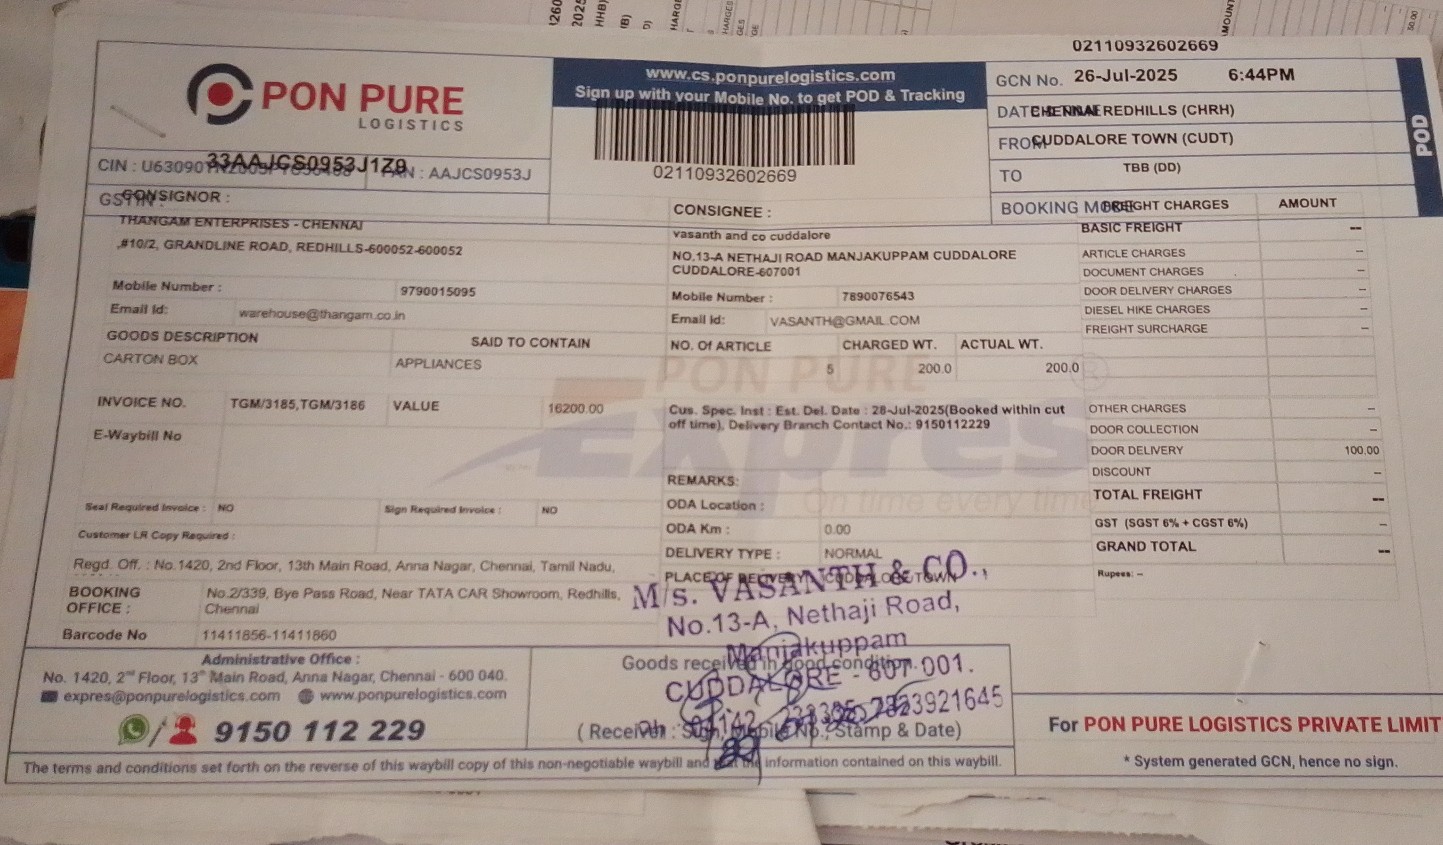 02110932602669
PON PURE
LOGISTICS
www.cs.ponpurelogistics.com
Sign up with your Mobile No. to get POD & Tracking
02110932602669
GCN No. 26-Jul-2025 6:44PM
DATE CHENNAI REDHILLS (CHRH)
FROM CUDDALORE TOWN (CUDT)
TO TBB (DD)
BOOKING MODE
POD
CIN : PAN : AAJCS0953J
33AAJCS0953J1Z9
GSTIN :
CONSIGNOR :
THANGAM ENTERPRISES - CHENNAI
,#10/2, GRANDLINE ROAD, REDHILLS-600052-600052
Mobile Number : 9790015095
Email Id: warehouse@thangam.co.in
CONSIGNEE :
vasanth and co cuddalore
NO,13-A NETHAJI ROAD MANJAKUPPAM CUDDALORE
CUDDALORE-607001
Mobile Number : 7890076543
Email Id: VASANTH@GMAIL.COM
FREIGHT CHARGES AMOUNT
BASIC FREIGHT --
ARTICLE CHARGES --
DOCUMENT CHARGES --
DOOR DELIVERY CHARGES --
DIESEL HIKE CHARGES --
FREIGHT SURCHARGE --
OTHER CHARGES --
DOOR COLLECTION --
DOOR DELIVERY 100.00
DISCOUNT --
TOTAL FREIGHT --
GST (SGST 6% + CGST 6%) --
GRAND TOTAL --
Rupees: --
GOODS DESCRIPTION SAID TO CONTAIN NO. Of ARTICLE CHARGED WT. ACTUAL WT.
CARTON BOX APPLIANCES 5 200.0 200.0
INVOICE NO. TGM/3185,TGM/3186 VALUE 16200.00
E-Waybill No
Cus. Spec. Inst : Est. Del. Date : 28-Jul-2025(Booked within cut
off time), Delivery Branch Contact No.: 9150112229
PON PURE
Expres
On time every time
REMARKS:
ODA Location :
ODA Km : 0.00
DELIVERY TYPE : NORMAL
PLACE OF DELIVERY CUDDALORE TOWN
Seal Required Invoice : NO Sign Required Invoice : NO
Customer LR Copy Required :
Regd. Off. : No.1420, 2nd Floor, 13th Main Road, Anna Nagar, Chennai, Tamil Nadu,
BOOKING OFFICE : No.2/339, Bye Pass Road, Near TATA CAR Showroom, Redhills,
Chennai
Barcode No 11411856-11411860
M/s. VASANTH & CO.,
No.13-A, Nethaji Road,
Manjakuppam
CUDDALORE - 607 001.
Administrative Office :
No. 1420, 2nd Floor, 13th Main Road, Anna Nagar, Chennai - 600 040.
expres@ponpurelogistics.com www.ponpurelogistics.com
9150 112 229
Goods received in good condition.
(Receiver : Sign, Mobile No., Stamp & Date)
For PON PURE LOGISTICS PRIVATE LIMIT
* System generated GCN, hence no sign.
The terms and conditions set forth on the reverse of this waybill copy of this non-negotiable waybill and information contained on this waybill.